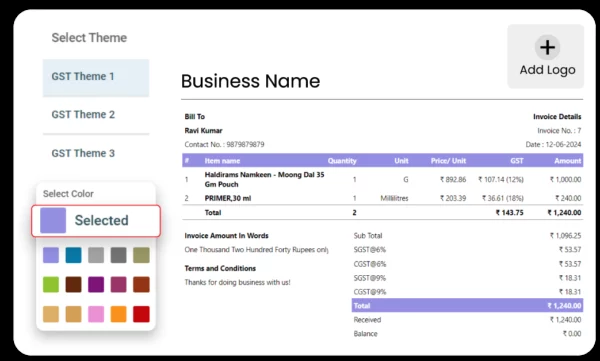 Select Theme
GST Theme 1
GST Theme 2
GST Theme 3
Select Color
Selected
Add Logo
Business Name
Bill To
Ravi Kumar
Contact No. : 9879879879
Invoice Details
Invoice No. : 7
Date : 12-06-2024
# Item name Quantity Unit Price/ Unit GST Amount
1 Haldirams Namkeen - Moong Dal 35 Gm Pouch 1 G ₹ 892.86 ₹ 107.14 (12%) ₹ 1,000.00
2 PRIMER,30 ml 1 Millilitres ₹ 203.39 ₹ 36.61 (18%) ₹ 240.00
Total 2 ₹ 143.75 ₹ 1,240.00
Invoice Amount In Words
One Thousand Two Hundred Forty Rupees only
Terms and Conditions
Thanks for doing business with us!
Sub Total ₹ 1,096.25
SGST@6% ₹ 53.57
CGST@6% ₹ 53.57
SGST@9% ₹ 18.31
CGST@9% ₹ 18.31
Total ₹ 1,240.00
Received ₹ 1,240.00
Balance ₹ 0.00